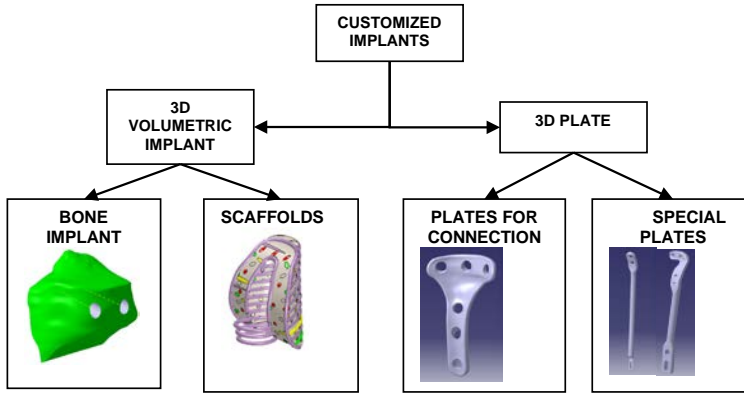 CUSTOMIZED
IMPLANTS
3D
VOLUMETRIC
IMPLANT
3D PLATE
BONE
IMPLANT
SCAFFOLDS
PLATES FOR
CONNECTION
SPECIAL
PLATES